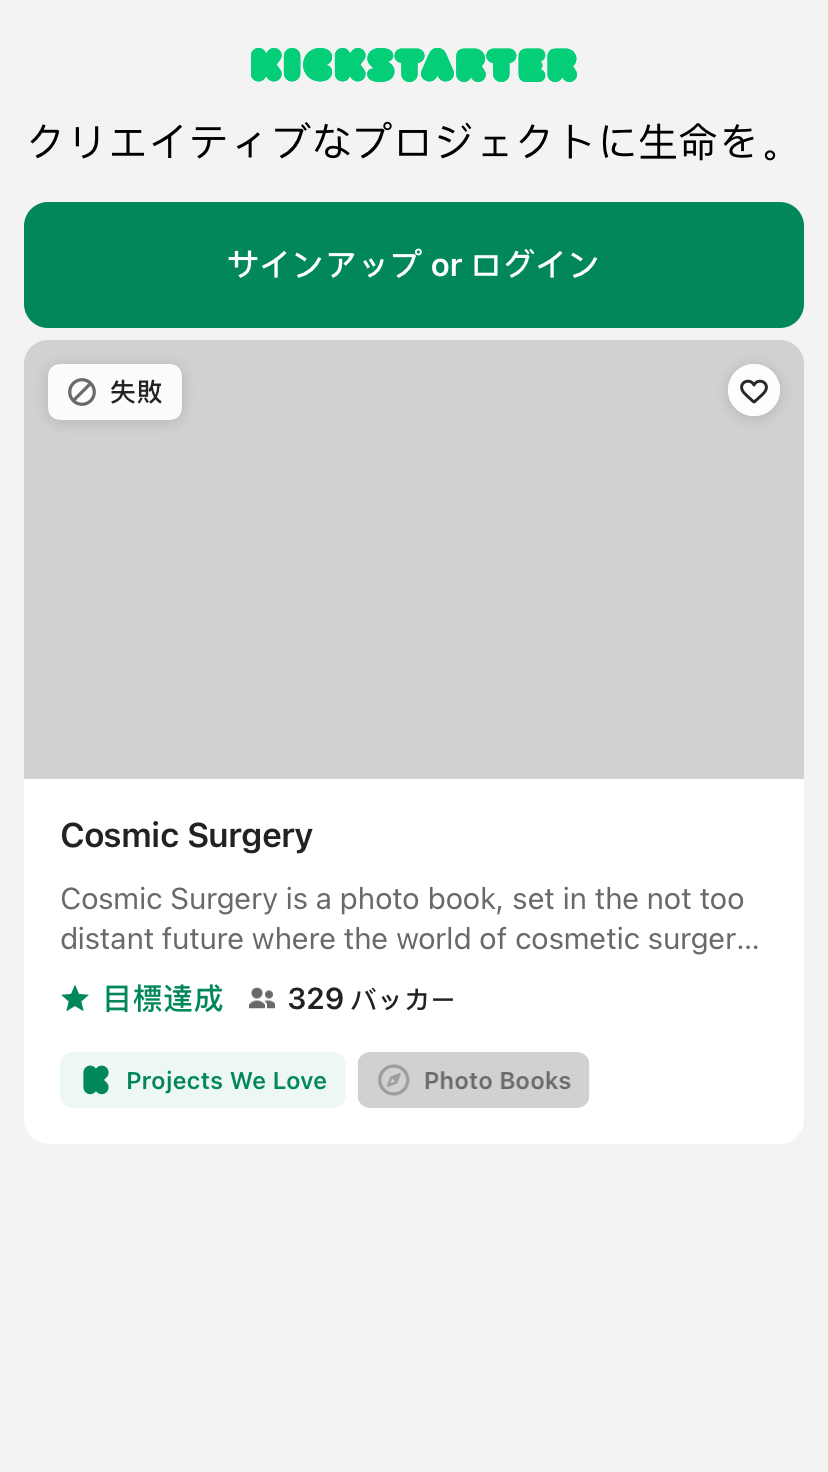 KICKSTARTER
クリエイティブなプロジェクトに生命を。
サインアップ or ログイン
失敗
Cosmic Surgery
Cosmic Surgery is a photo book, set in the not too
distant future where the world of cosmetic surger...
目標達成 329 バッカー
Projects We Love Photo Books